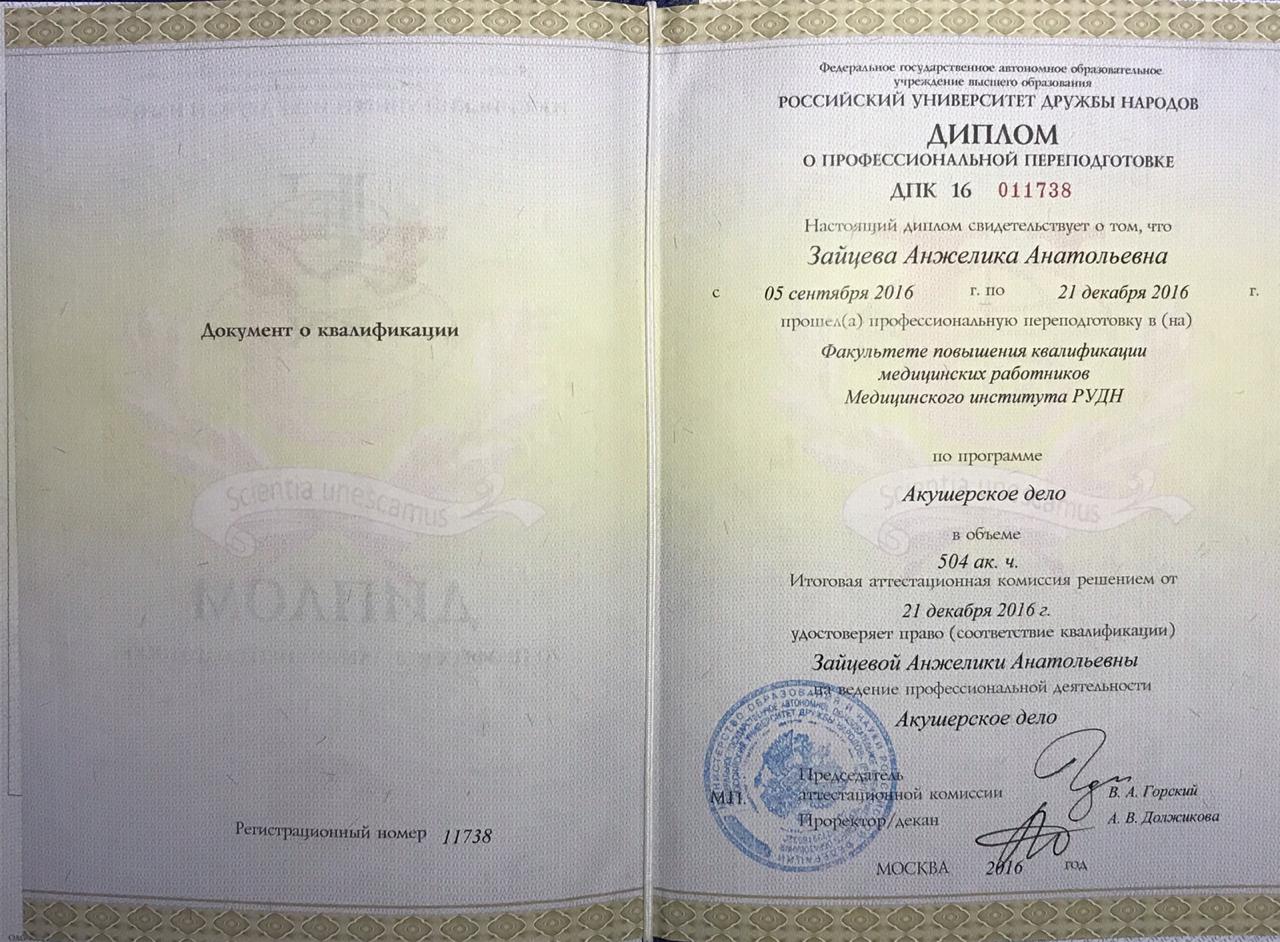 Документ о квалификации
Scientia unescamus
Регистрационный номер 11738
Федеральное государственное автономное образовательное
учреждение высшего образования
РОССИЙСКИЙ УНИВЕРСИТЕТ ДРУЖБЫ НАРОДОВ
ДИПЛОМ
О ПРОФЕССИОНАЛЬНОЙ ПЕРЕПОДГОТОВКЕ
ДПК 16 011738
Настоящий диплом свидетельствует о том, что
Зайцева Анжелика Анатольевна
с 05 сентября 2016 г. по 21 декабря 2016 г.
прошел(а) профессиональную переподготовку в (на)
Факультете повышения квалификации
медицинских работников
Медицинского института РУДН
по программе
Scientia unescamus
Акушерское дело
в объеме
504 ак. ч.
Итоговая аттестационная комиссия решением от
21 декабря 2016 г.
удостоверяет право (соответствие квалификации)
Зайцевой Анжелики Анатольевны
на ведение профессиональной деятельности
Акушерское дело
Председатель
М.П. аттестационной комиссии В. А. Горский
Проректор/декан А. В. Должикова
МОСКВА 2016 год